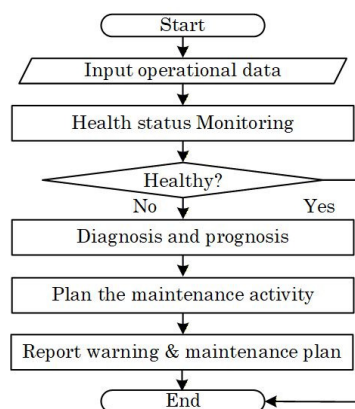 Start
Input operational data
Health status Monitoring
Healthy?
No
Yes
Diagnosis and prognosis
Plan the maintenance activity
Report warning & maintenance plan
End